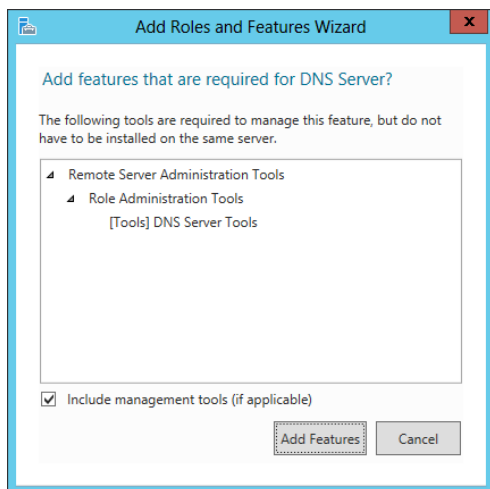 Add Roles and Features Wizard
x
Add features that are required for DNS Server?
The following tools are required to manage this feature, but do not
have to be installed on the same server.
Remote Server Administration Tools
Role Administration Tools
[Tools] DNS Server Tools
Include management tools (if applicable)
Add Features
Cancel